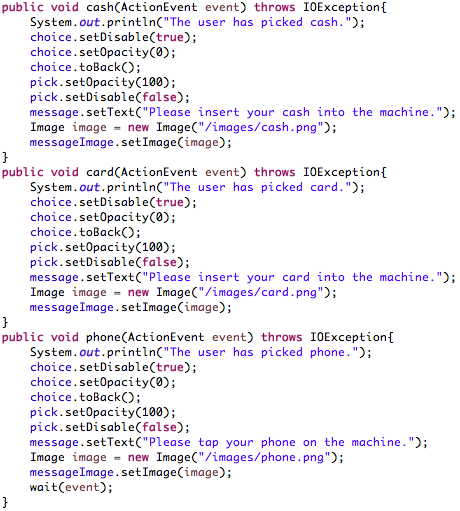 public void cash(ActionEvent event) throws IOException{
    System.out.println("The user has picked cash.");
    choice.setDisable(true);
    choice.setOpacity(0);
    choice.toBack();
    pick.setOpacity(100);
    pick.setDisable(false);
    message.setText("Please insert your cash into the machine.");
    Image image = new Image("/images/cash.png");
    messageImage.setImage(image);
}
public void card(ActionEvent event) throws IOException{
    System.out.println("The user has picked card.");
    choice.setDisable(true);
    choice.setOpacity(0);
    choice.toBack();
    pick.setOpacity(100);
    pick.setDisable(false);
    message.setText("Please insert your card into the machine.");
    Image image = new Image("/images/card.png");
    messageImage.setImage(image);
}
public void phone(ActionEvent event) throws IOException{
    System.out.println("The user has picked phone.");
    choice.setDisable(true);
    choice.setOpacity(0);
    choice.toBack();
    pick.setOpacity(100);
    pick.setDisable(false);
    message.setText("Please tap your phone on the machine.");
    Image image = new Image("/images/phone.png");
    messageImage.setImage(image);
    wait(event);
}